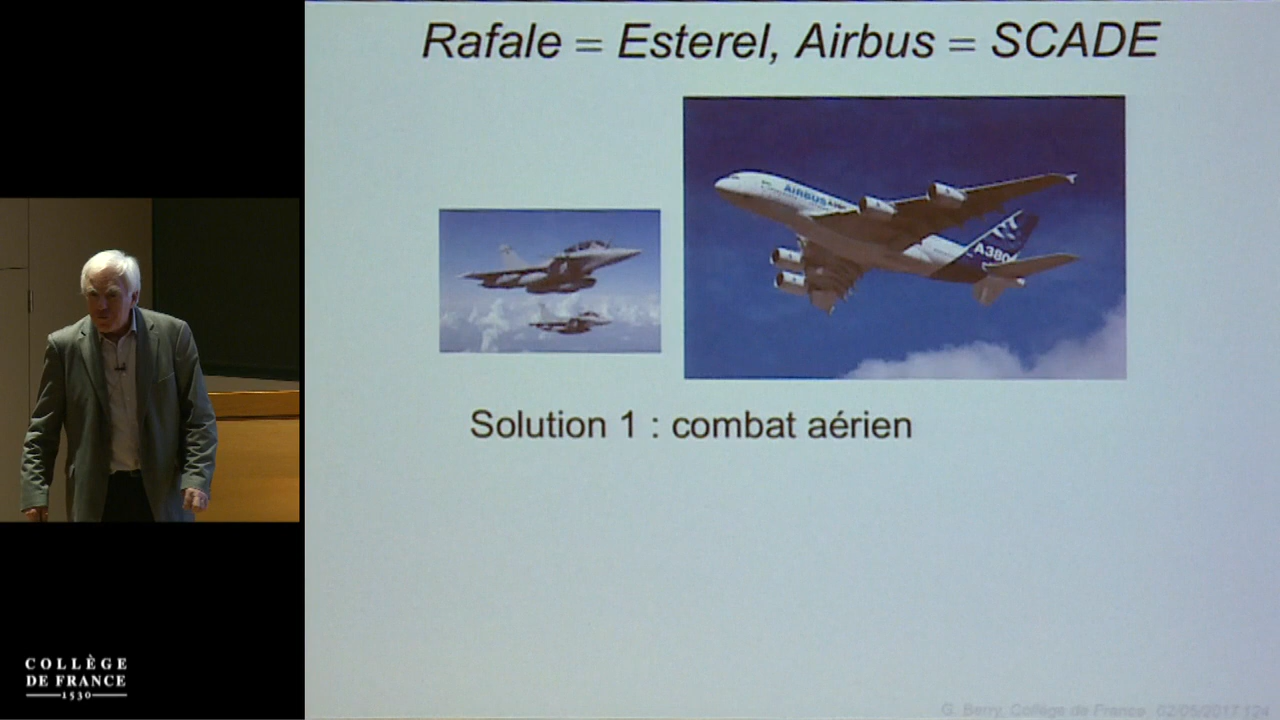 Rafale = Esterel, Airbus = SCADE
AIRBUS
A380
Solution 1 : combat aérien
COLLÈGE
DE FRANCE
1530
G. Berry, Collège de France 02/05/2017 124